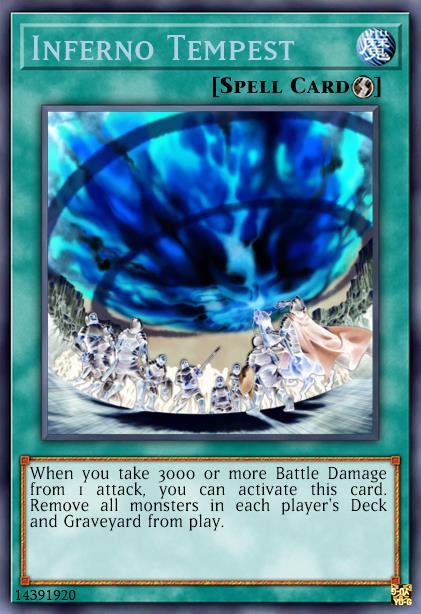 Inferno Tempest
魔
[Spell Card]
When you take 3000 or more Battle Damage
from 1 attack, you can activate this card.
Remove all monsters in each player's Deck
and Graveyard from play.
14391920